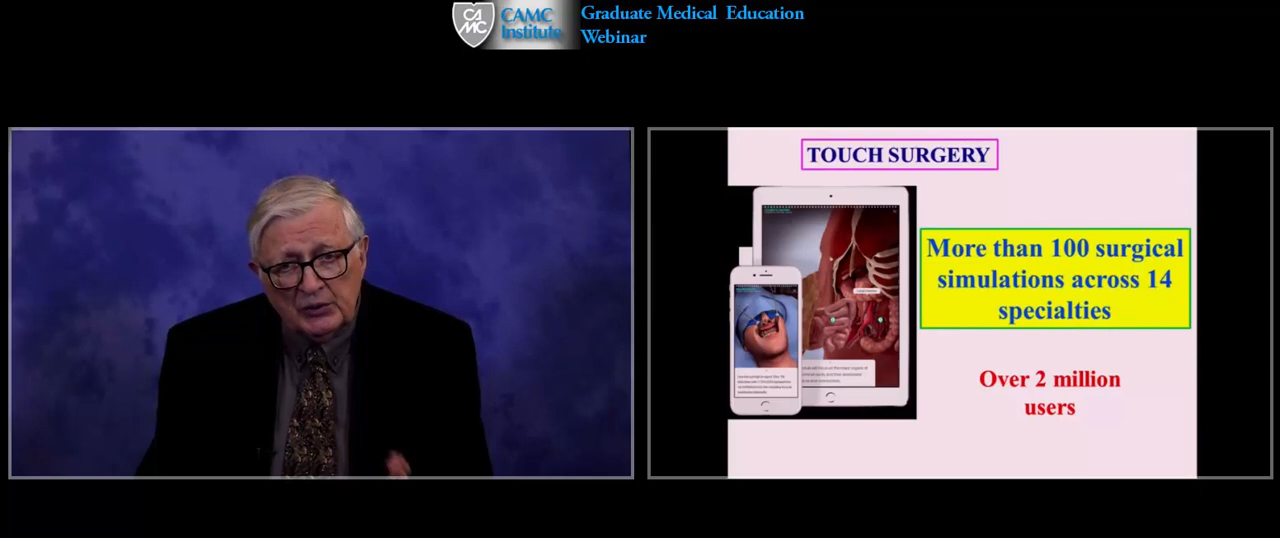 CAMC
CAMC
Institute
Graduate Medical Education
Webinar
TOUCH SURGERY
More than 100 surgical
simulations across 14
specialties
Over 2 million
users